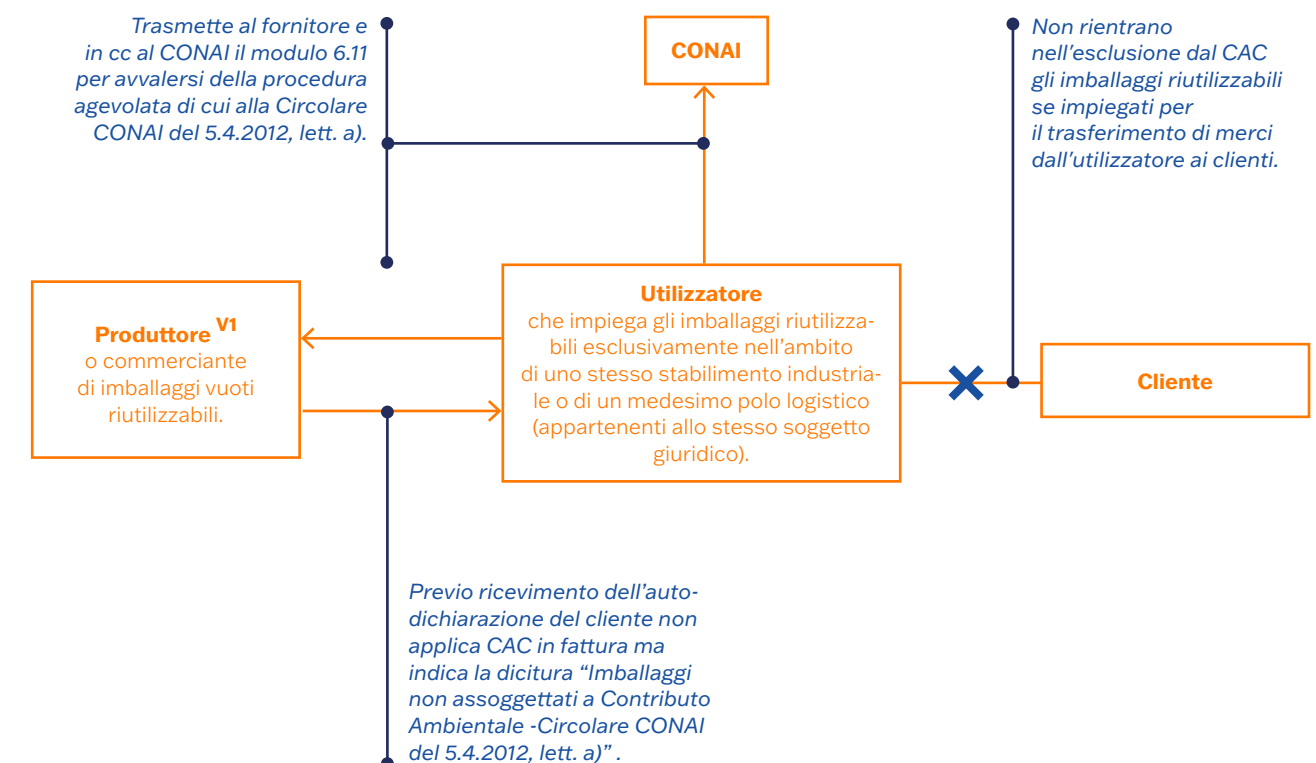 Trasmette al fornitore e
in cc al CONAI il modulo 6.11
per avvalersi della procedura
agevolata di cui alla Circolare
CONAI del 5.4.2012, lett. a).
CONAI
Non rientrano
nell'esclusione dal CAC
gli imballaggi riutilizzabili
se impiegati per
il trasferimento di merci
dall'utilizzatore ai clienti.
Produttore V1
o commerciante
di imballaggi vuoti
riutilizzabili.
Utilizzatore
che impiega gli imballaggi riutilizza-
bili esclusivamente nell'ambito
di uno stesso stabilimento industria-
le o di un medesimo polo logistico
(appartenenti allo stesso soggetto
giuridico).
Cliente
Previo ricevimento dell'auto-
dichiarazione del cliente non
applica CAC in fattura ma
indica la dicitura “Imballaggi
non assoggettati a Contributo
Ambientale -Circolare CONAI
del 5.4.2012, lett. a)” .